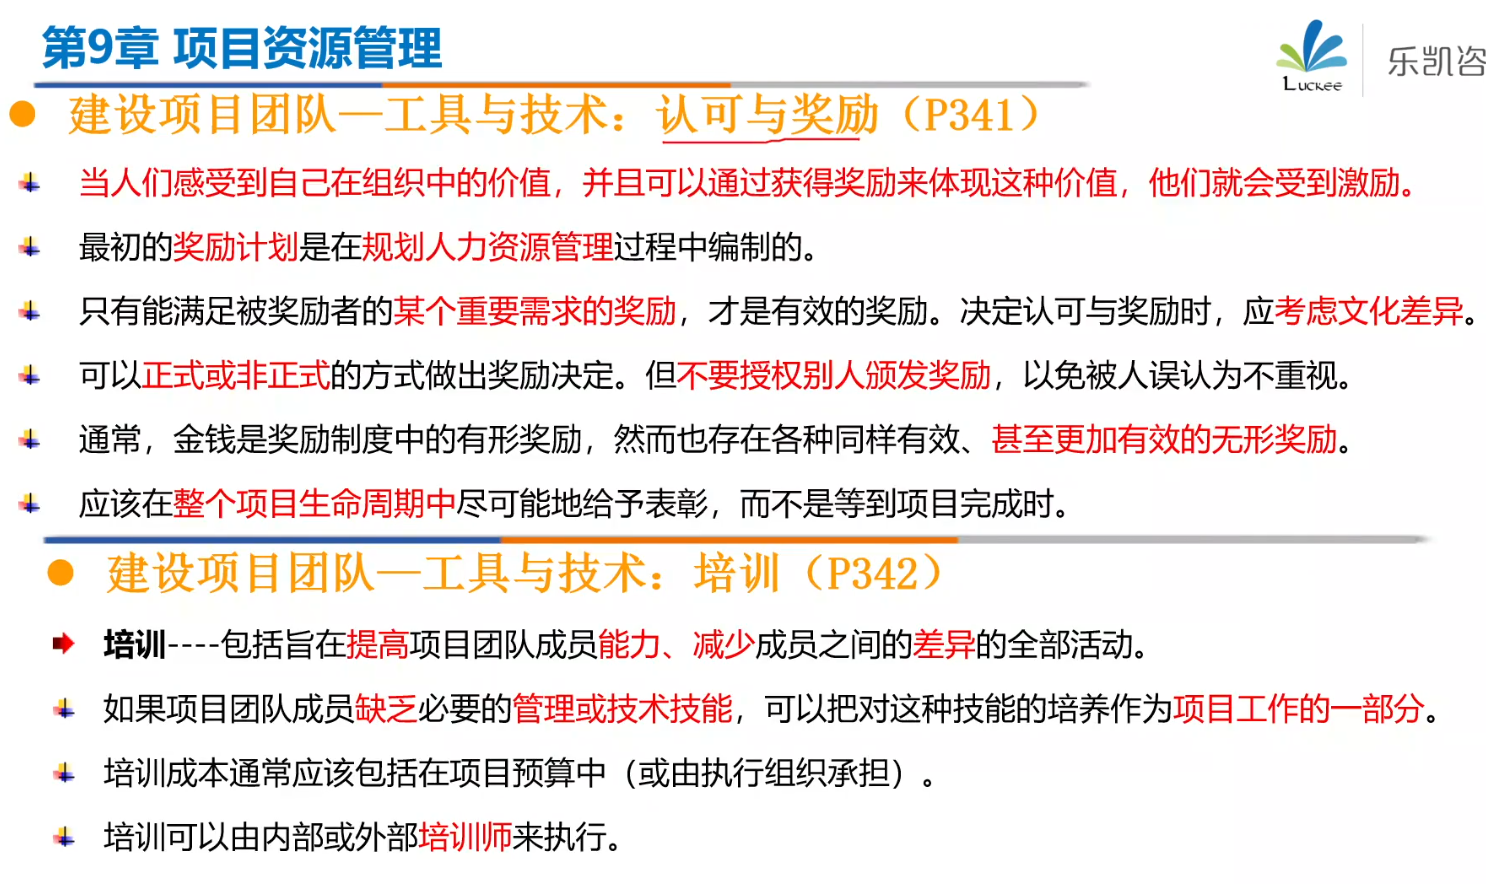 第9章 项目资源管理
Luckee
乐凯咨
建设项目团队—工具与技术：认可与奖励（P341）
当人们感受到自己在组织中的价值，并且可以通过获得奖励来体现这种价值，他们就会受到激励。
最初的奖励计划是在规划人力资源管理过程中编制的。
只有能满足被奖励者的某个重要需求的奖励，才是有效的奖励。决定认可与奖励时，应考虑文化差异。
可以正式或非正式的方式做出奖励决定。但不要授权别人颁发奖励，以免被人误认为不重视。
通常，金钱是奖励制度中的有形奖励，然而也存在各种同样有效、甚至更加有效的无形奖励。
应该在整个项目生命周期中尽可能地给予表彰，而不是等到项目完成时。
建设项目团队—工具与技术：培训（P342）
培训----包括旨在提高项目团队成员能力、减少成员之间的差异的全部活动。
如果项目团队成员缺乏必要的管理或技术技能，可以把对这种技能的培养作为项目工作的一部分。
培训成本通常应该包括在项目预算中（或由执行组织承担）。
培训可以由内部或外部培训师来执行。